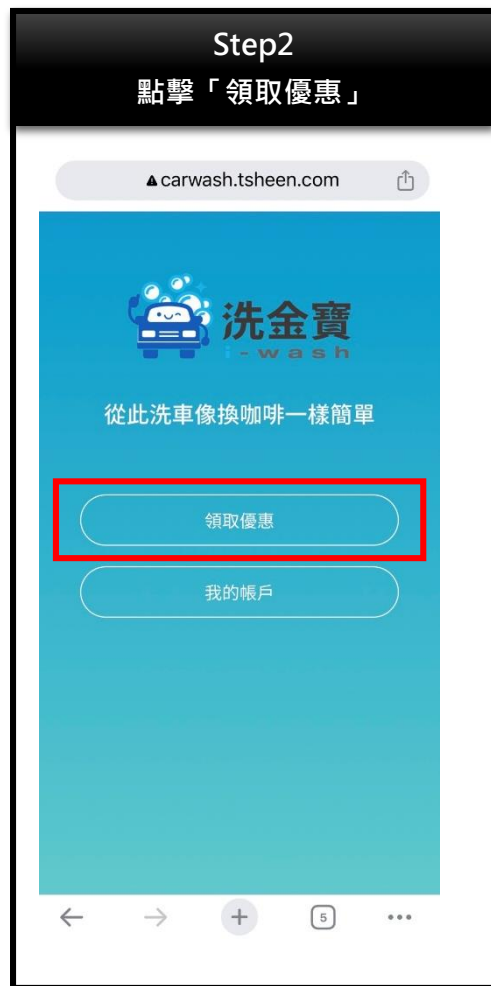 Step2
點擊「領取優惠」
carwash.tsheen.com
洗金寶
i-wash
從此洗車像換咖啡一樣簡單
領取優惠
我的帳戶
5